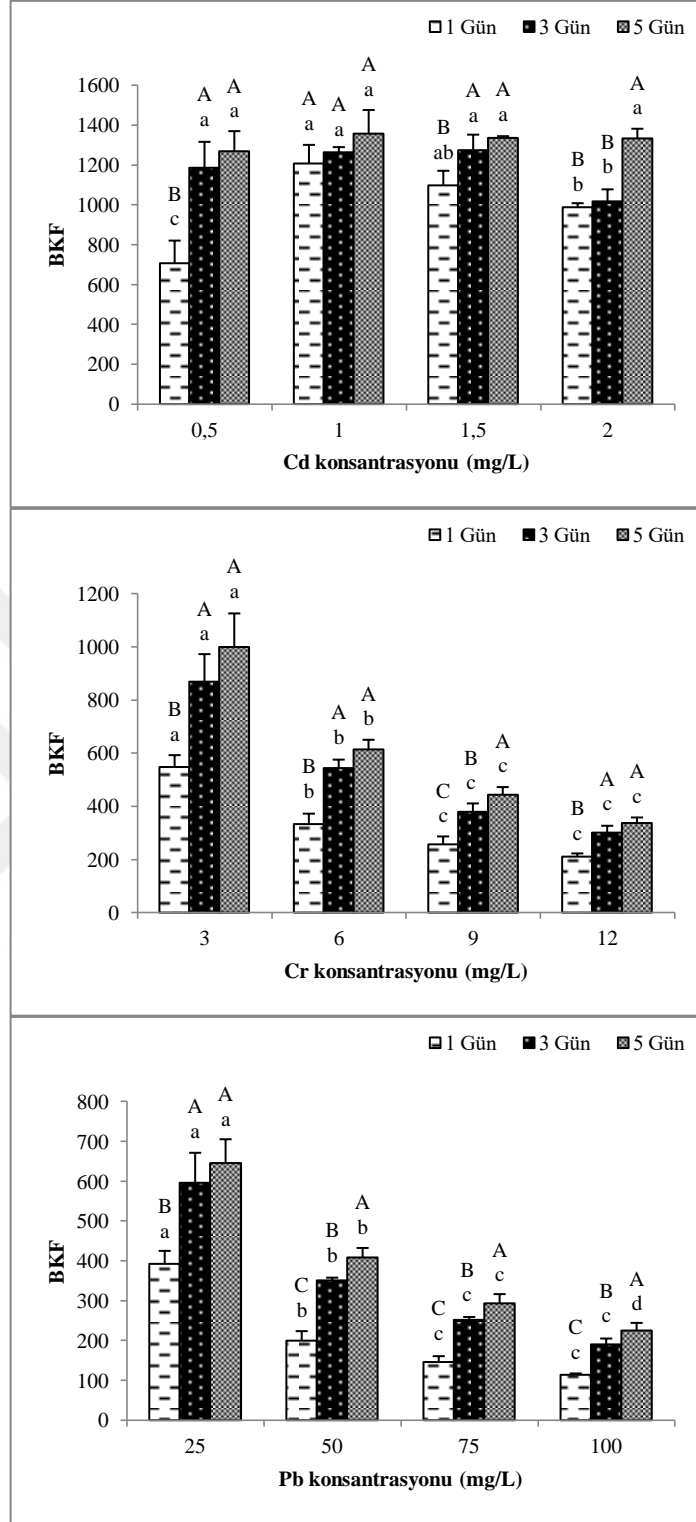 1 Gün 3 Gün 5 Gün
A A A A A A
B A a a A B a a B B a
c a ab b b
1600
1400
1200
1000
800
600
400
200
0
BKF
0,5 1 1,5 2
Cd konsantrasyonu (mg/L)
1 Gün 3 Gün 5 Gün
B A A B A A C B A B A A
a a a b b b c c c c c c
1200
1000
800
600
400
200
0
BKF
3 6 9 12
Cr konsantrasyonu (mg/L)
1 Gün 3 Gün 5 Gün
B A A C B A C B A C B A
a a a b b b c c c c c d
800
700
600
500
400
300
200
100
0
BKF
25 50 75 100
Pb konsantrasyonu (mg/L)